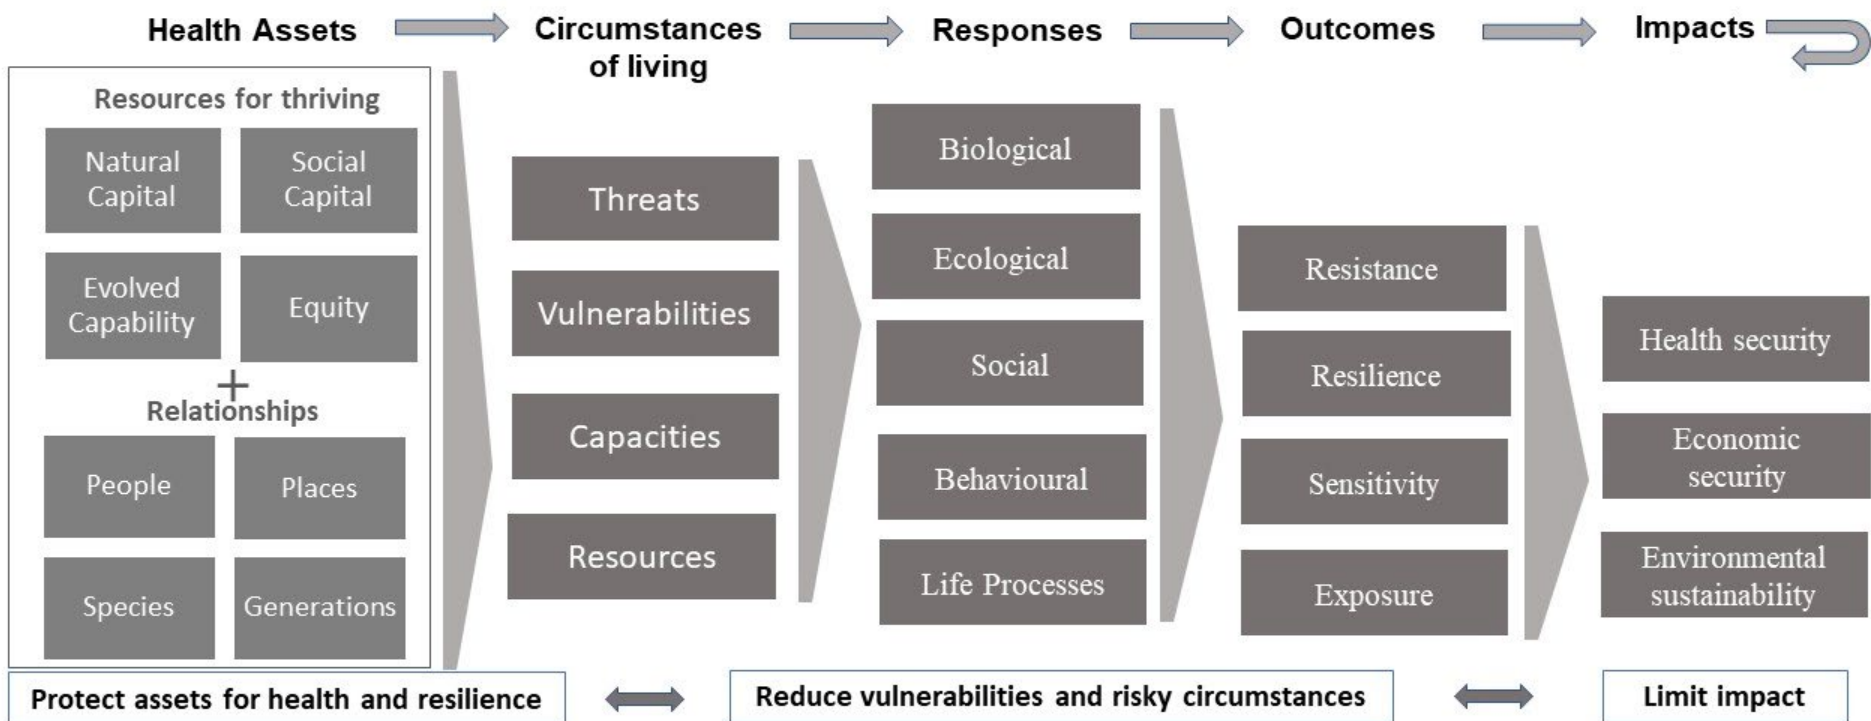 Health Assets
Circumstances
of living
Responses
Outcomes
Impacts
Resources for thriving
Natural
Capital
Social
Capital
Evolved
Capability
Equity
+
Relationships
People
Places
Species
Generations
Threats
Vulnerabilities
Capacities
Resources
Biological
Ecological
Social
Behavioural
Life Processes
Resistance
Resilience
Sensitivity
Exposure
Health security
Economic
security
Environmental
sustainability
Protect assets for health and resilience
Reduce vulnerabilities and risky circumstances
Limit impact